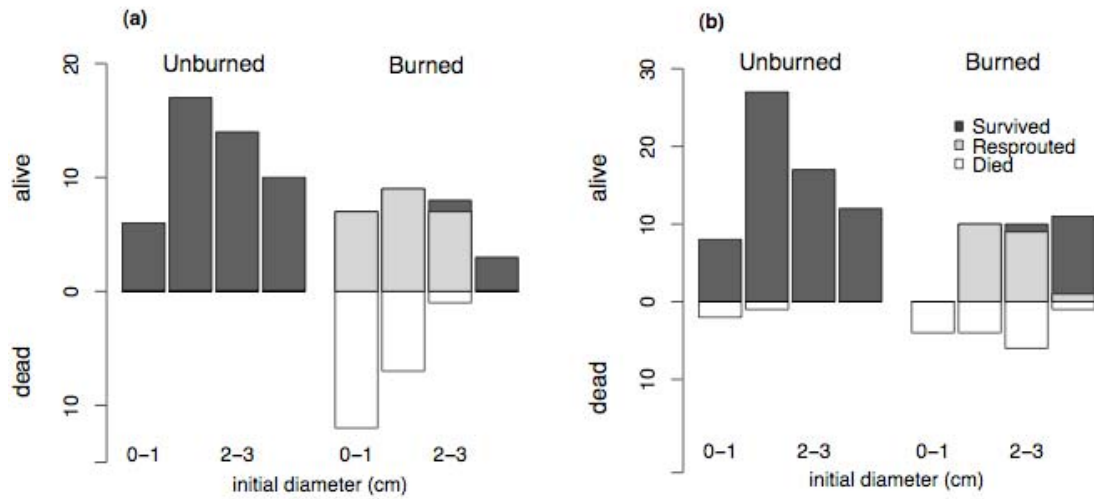 (a)
Unburned Burned
20
10
0
10
alive
dead
0−1 2−3 0−1 2−3
initial diameter (cm)
(b)
Unburned Burned
30
20
10
0
10
alive
dead
Survived
Resprouted
Died
0−1 2−3 0−1 2−3
initial diameter (cm)